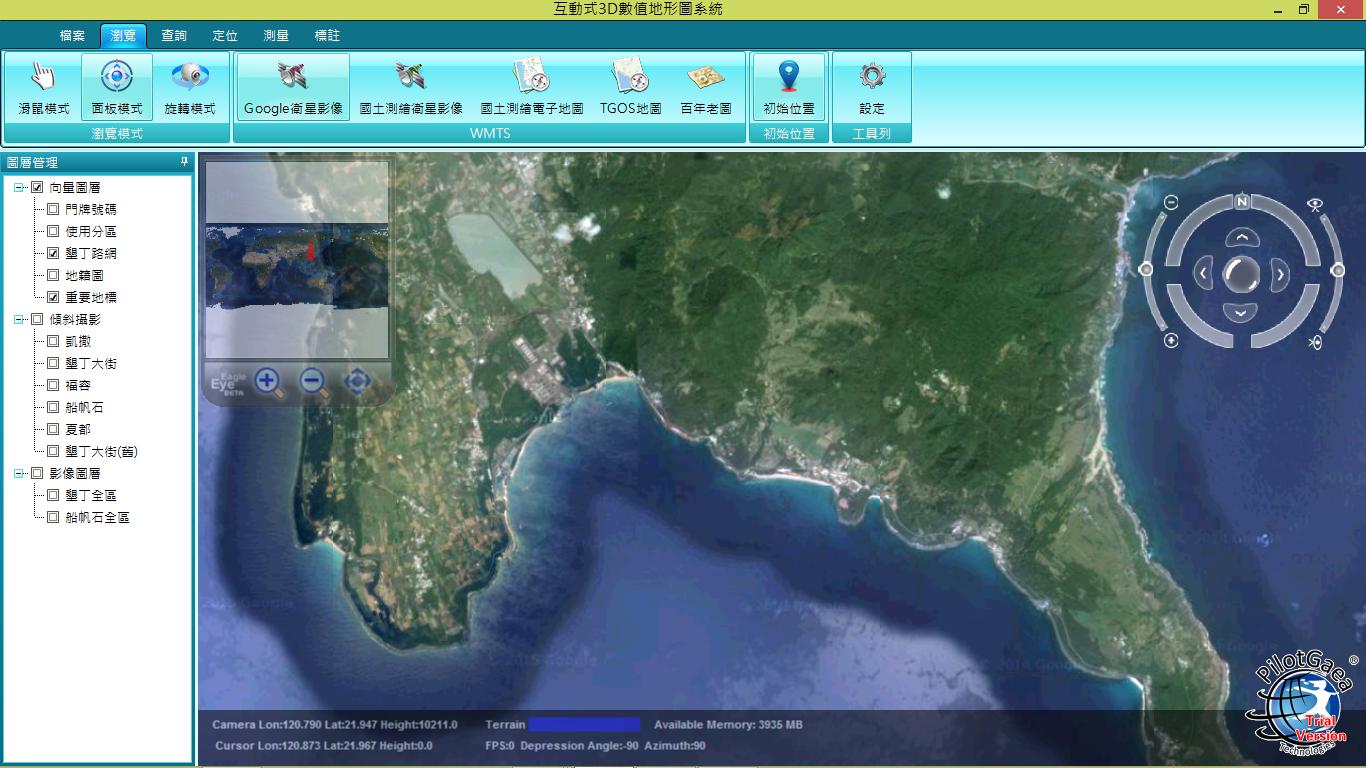 互動式3D數值地形圖系統
檔案 瀏覽 查詢 定位 測量 標註
滑鼠模式 面板模式 旋轉模式 Google衛星影像 國土測繪衛星影像 國土測繪電子地圖 TGOS地圖 百年老圖 初始位置 設定
瀏覽模式 WMTS 初始位置 工具列
圖層管理
向量圖層
門牌號碼
使用分區
墾丁路網
地籍圖
重要地標
傾斜攝影
凱撒
墾丁大街
福容
船帆石
夏都
墾丁大街(舊)
影像圖層
墾丁全區
船帆石全區
Eagle
Eye
BETA
N
Camera Lon:120.790 Lat:21.947 Height:10211.0 Terrain Available Memory: 3935 MB
Cursor Lon:120.873 Lat:21.967 Height:0.0 FPS:0 Depression Angle:-90 Azimuth:90
PilotGaea ®
Trial
Version
Technologies